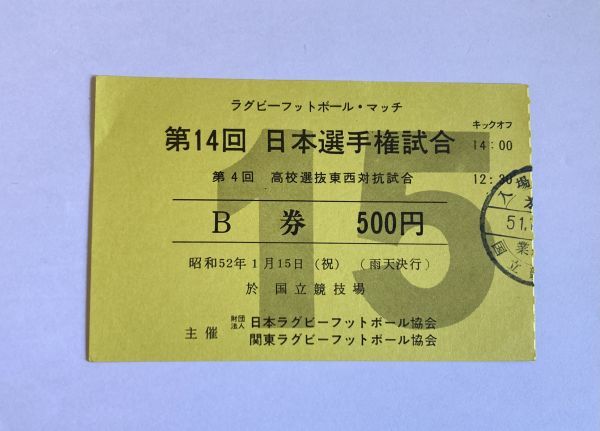 ラグビーフットボール・マッチ
キックオフ
第14回 日本選手権試合 14:00
第4回 高校選抜東西対抗試合 12:30
B 券 500円
昭和52年1月15日(祝) (雨天決行)
於 国立競技場
主催 財団法人 日本ラグビーフットボール協会
関東ラグビーフットボール協会
15
入場
51.
国立